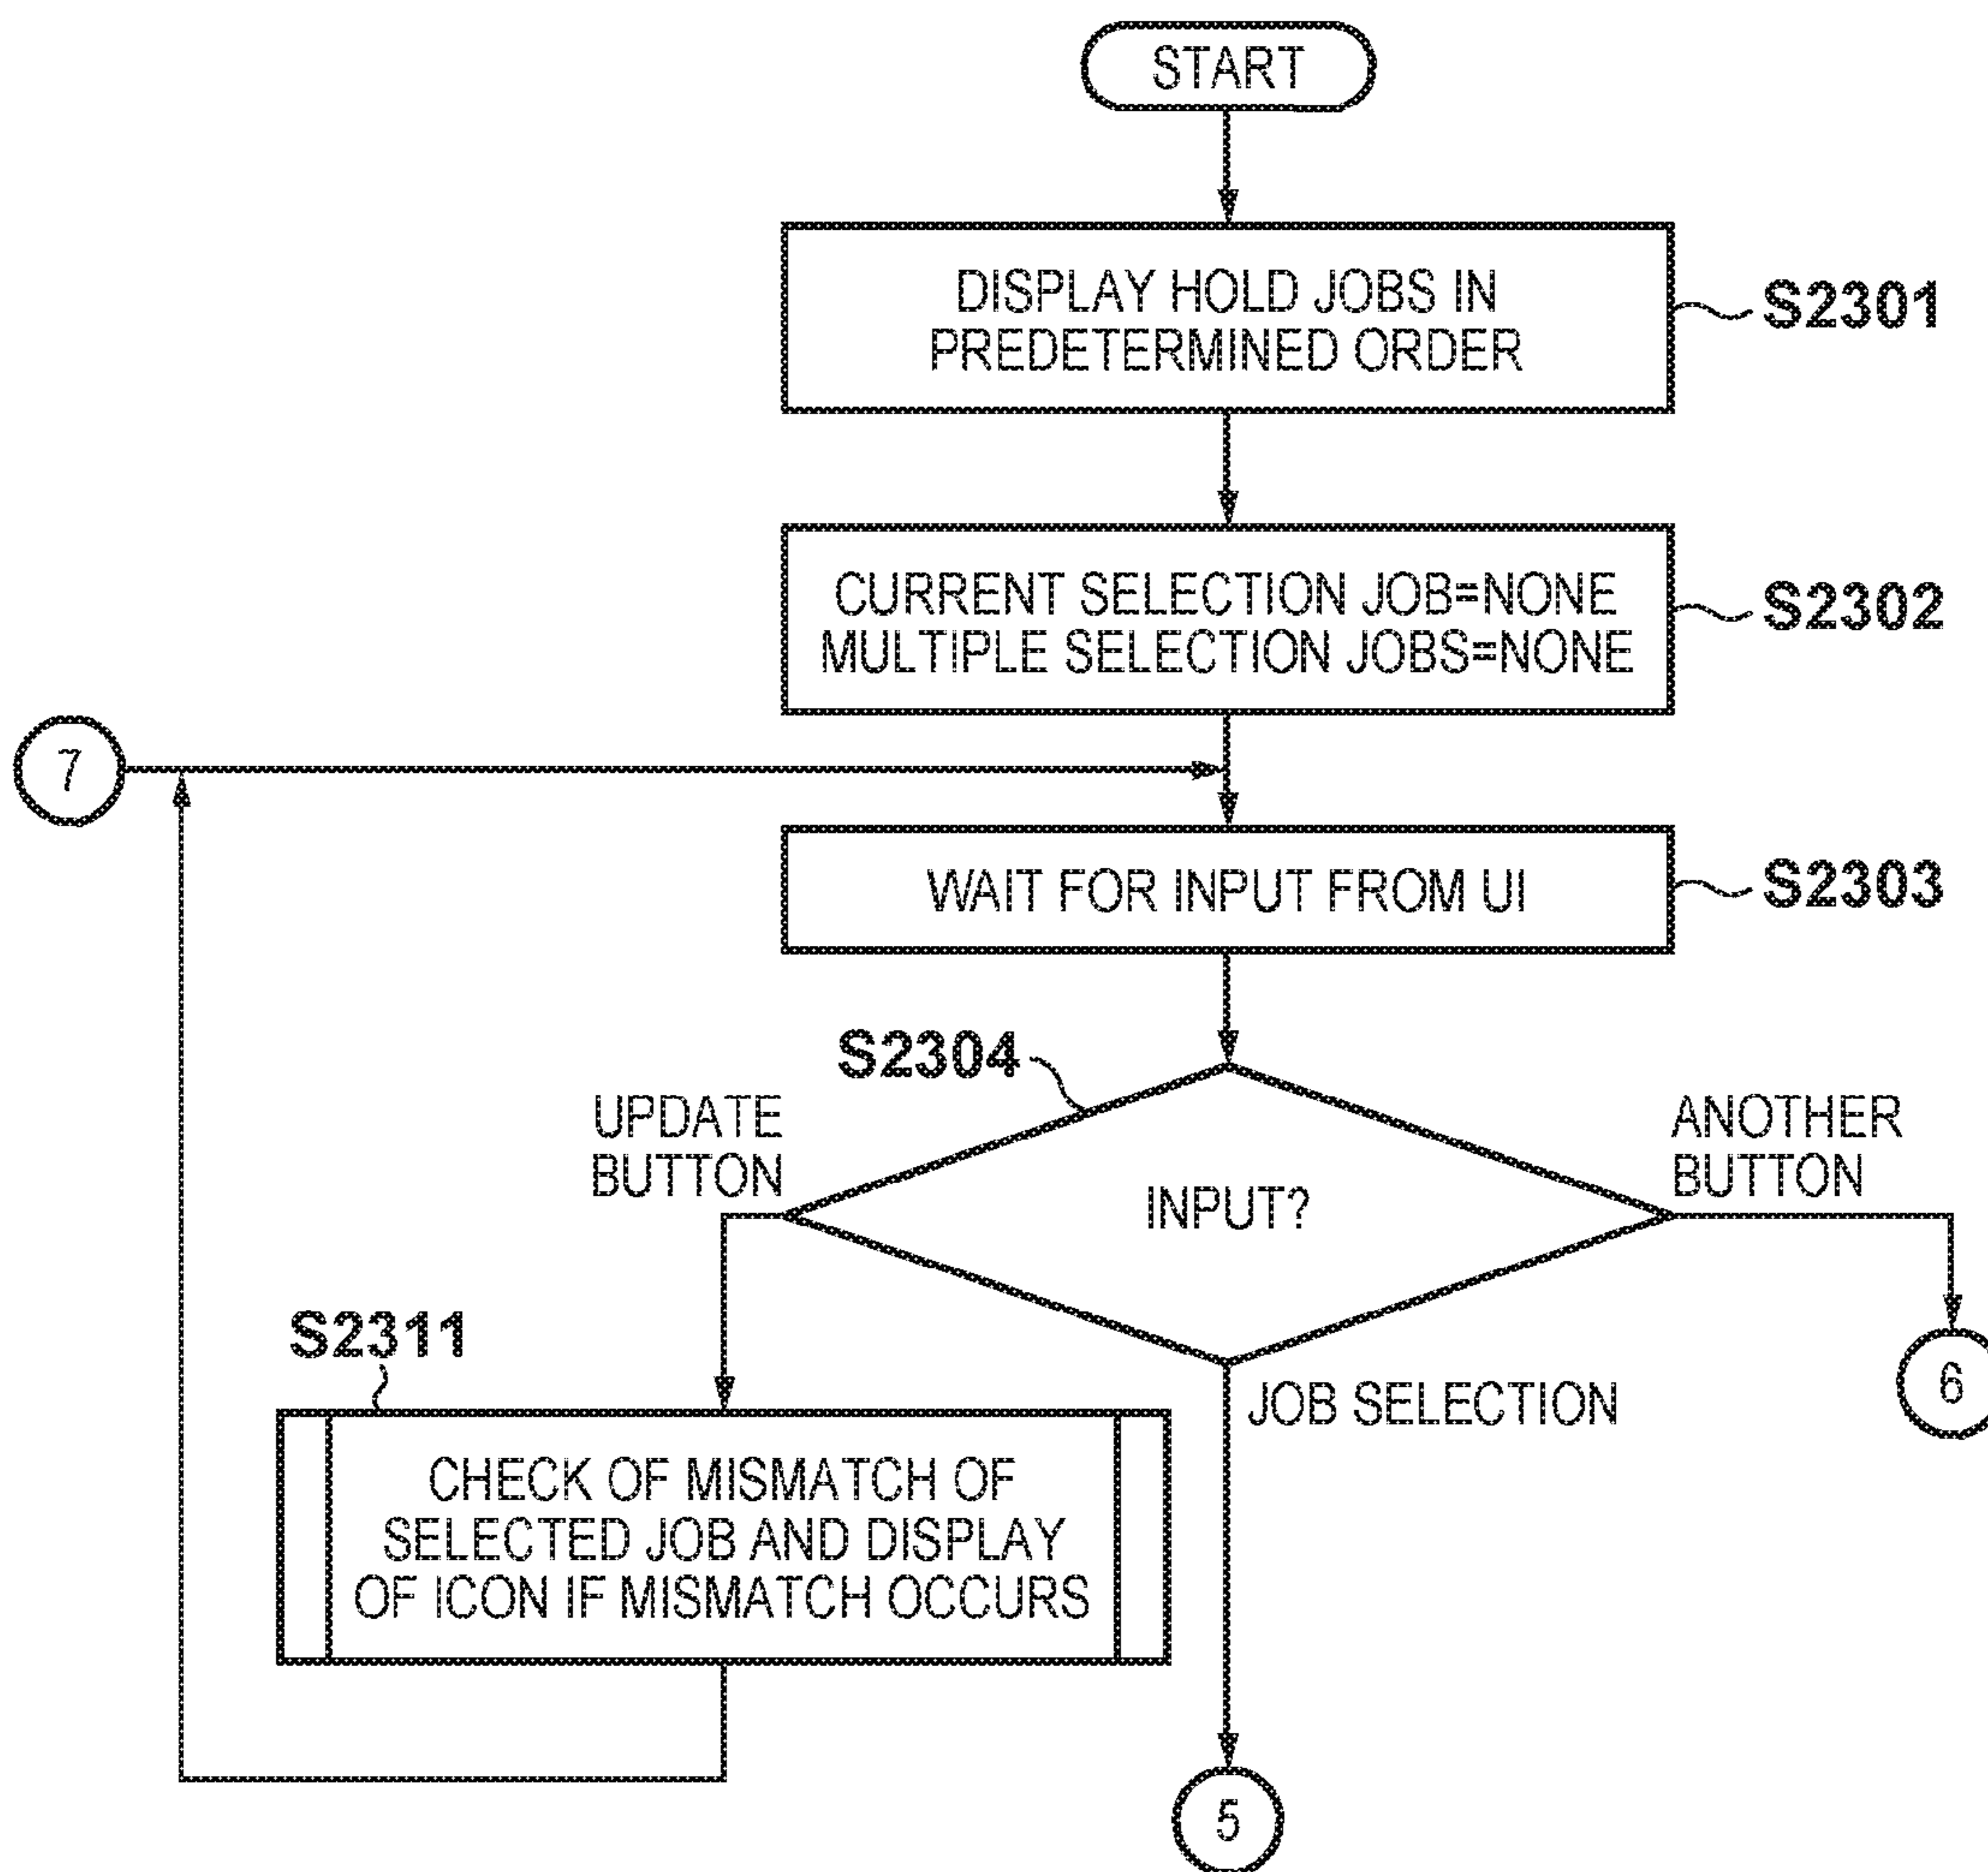 START
DISPLAY HOLD JOBS IN
PREDETERMINED ORDER
S2301
CURRENT SELECTION JOB=NONE
MULTIPLE SELECTION JOBS=NONE
S2302
7
WAIT FOR INPUT FROM UI
S2303
S2304
UPDATE
BUTTON
INPUT?
ANOTHER
BUTTON
S2311
6
JOB SELECTION
CHECK OF MISMATCH OF
SELECTED JOB AND DISPLAY
OF ICON IF MISMATCH OCCURS
5